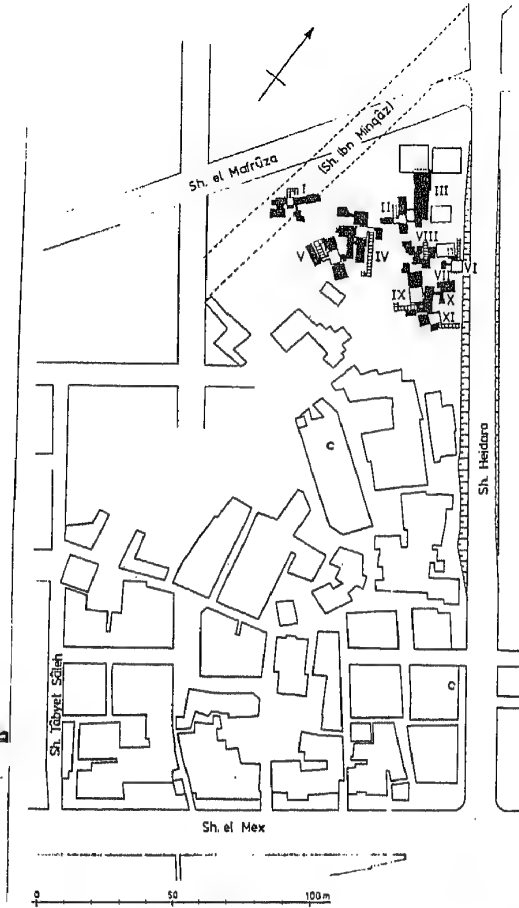 Sh. el Mafrûza
(Sh. Ibn Minqâz)
I
II
III
VIII
V
IV
VI
VII
IX
X
XI
c
Sh. Heidara
c
Sh. Tâbyet Sâleh
Sh. el Mex
0 50 100 m